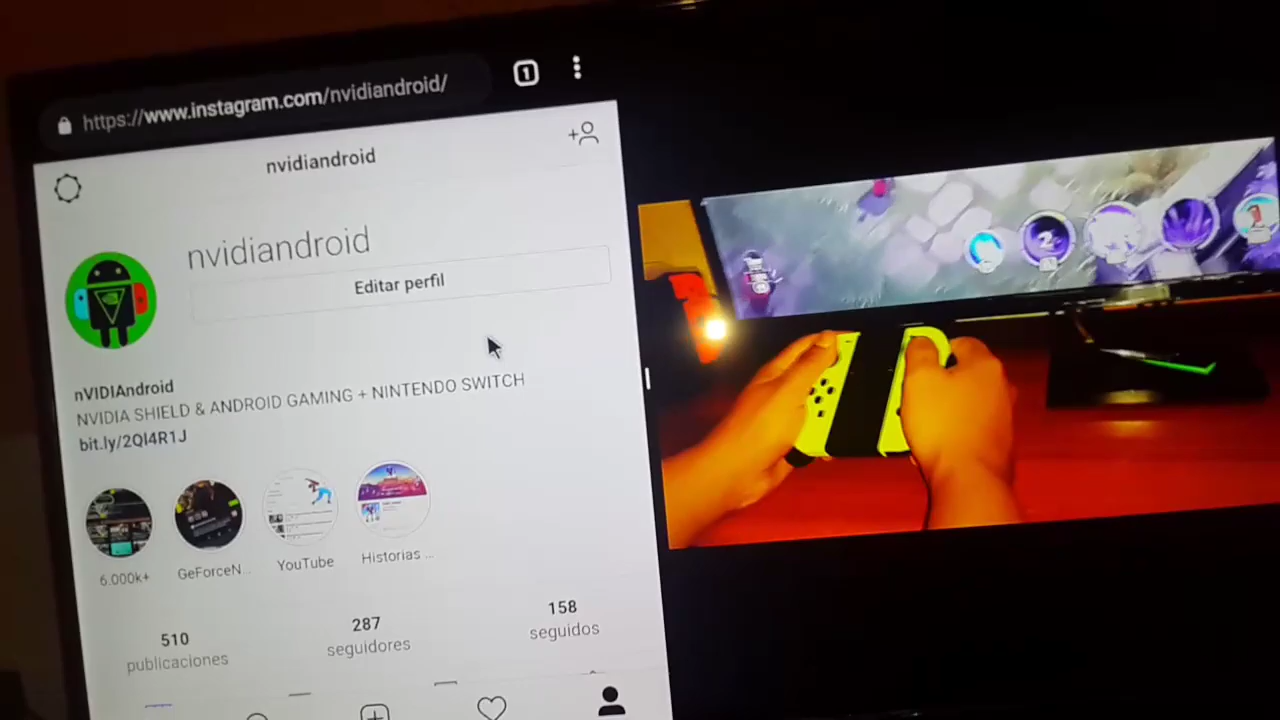 https://www.instagram.com/nvidiandroid/
1
nvidiandroid
nvidiandroid
Editar perfil
nVIDIAndroid
NVIDIA SHIELD & ANDROID GAMING + NINTENDO SWITCH
bit.ly/2Ql4R1J
6.000k+
GeForceN...
YouTube
Historias ...
510
publicaciones
287
seguidores
158
seguidos
2